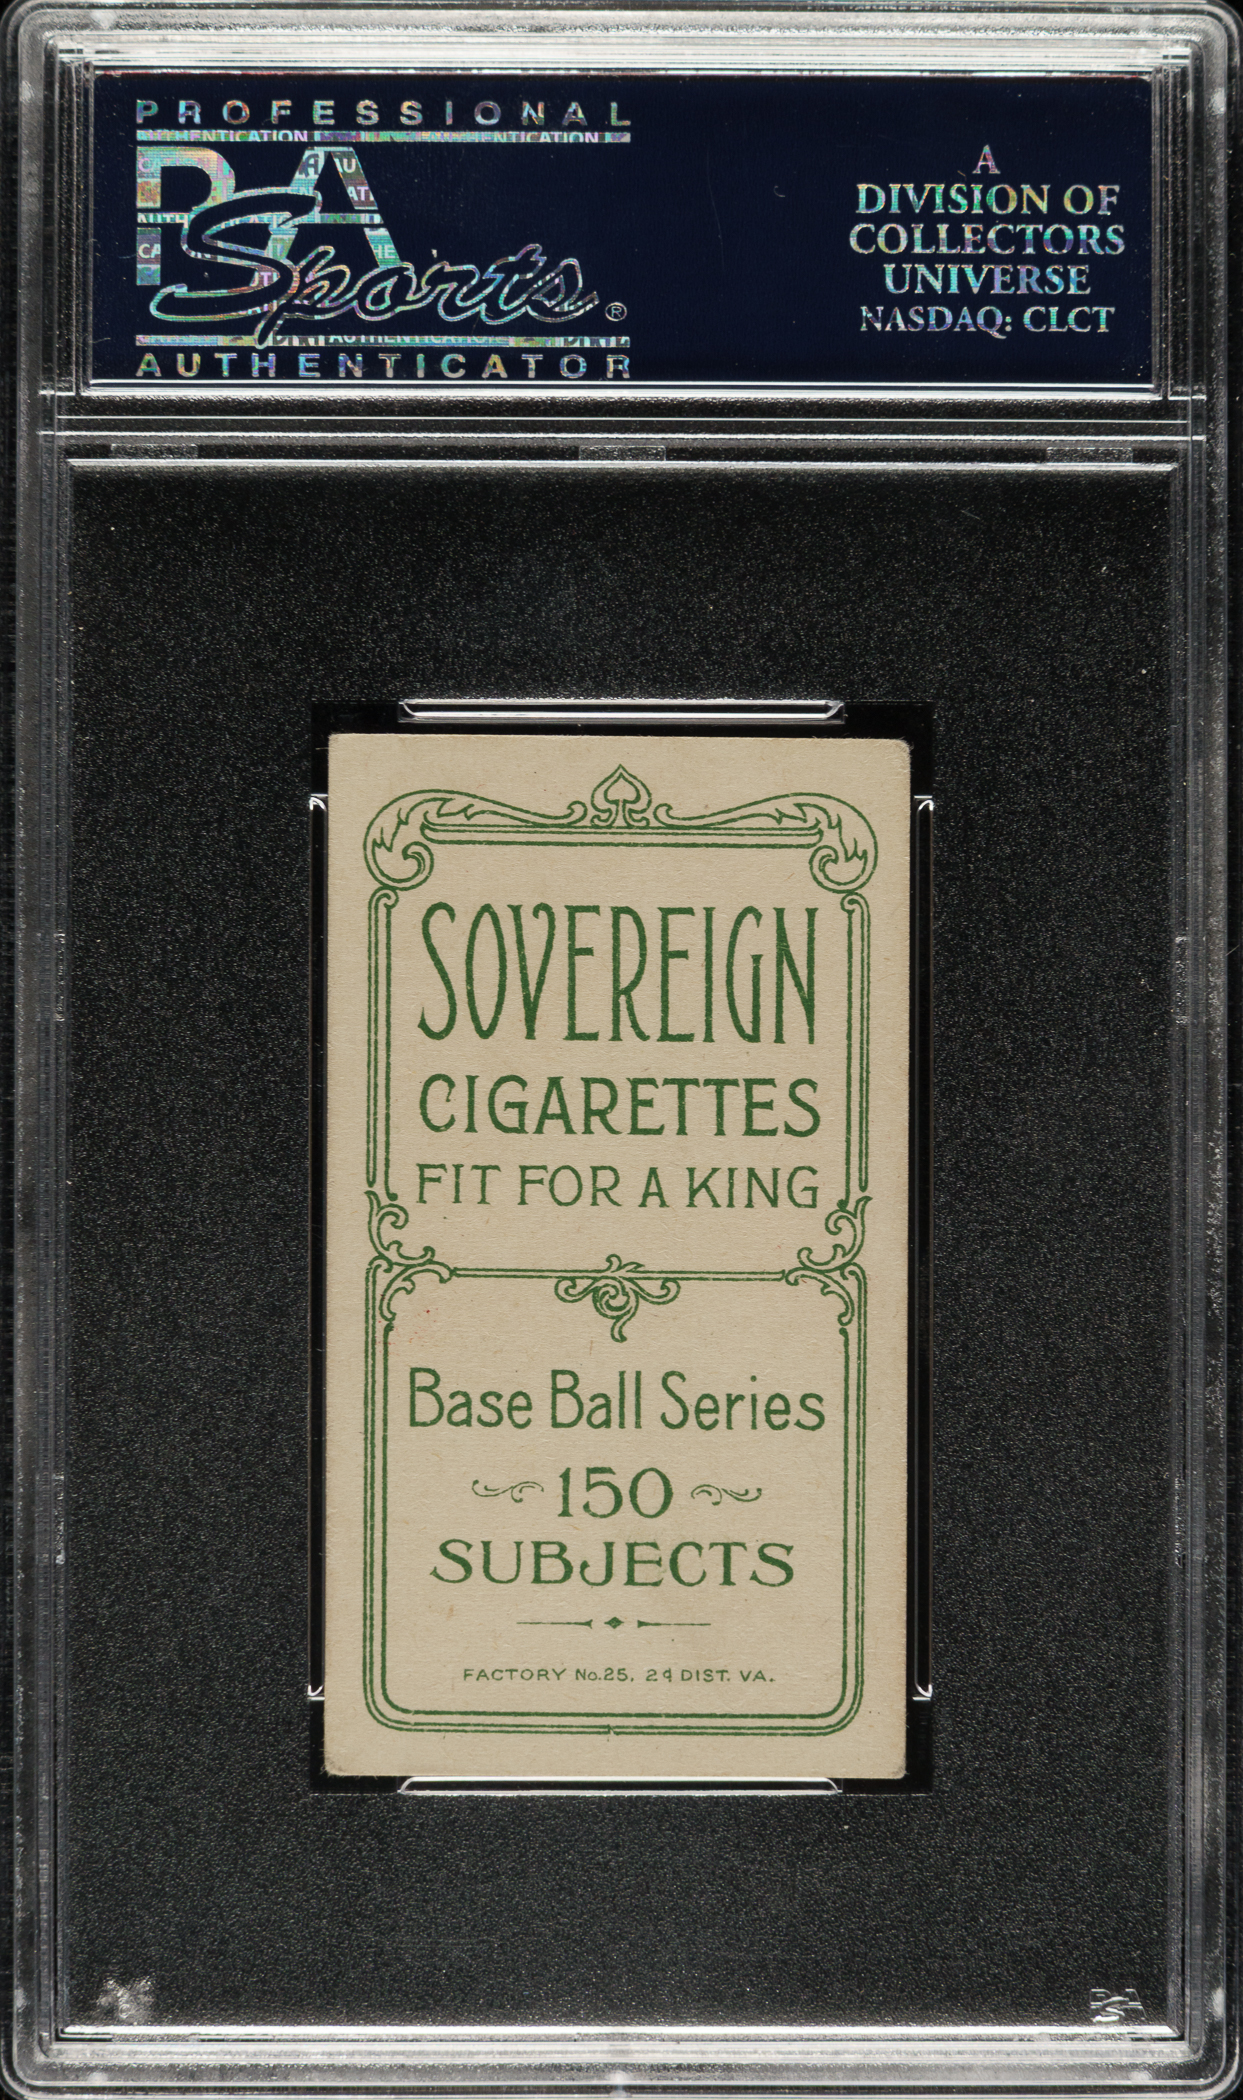 PROFESSIONAL
PSA
Sports®
AUTHENTICATOR
A
DIVISION OF
COLLECTORS
UNIVERSE
NASDAQ: CLCT
SOVEREIGN
CIGARETTES
FIT FOR A KING
Base Ball Series
150
SUBJECTS
FACTORY No.25, 2d DIST. VA.
PSA